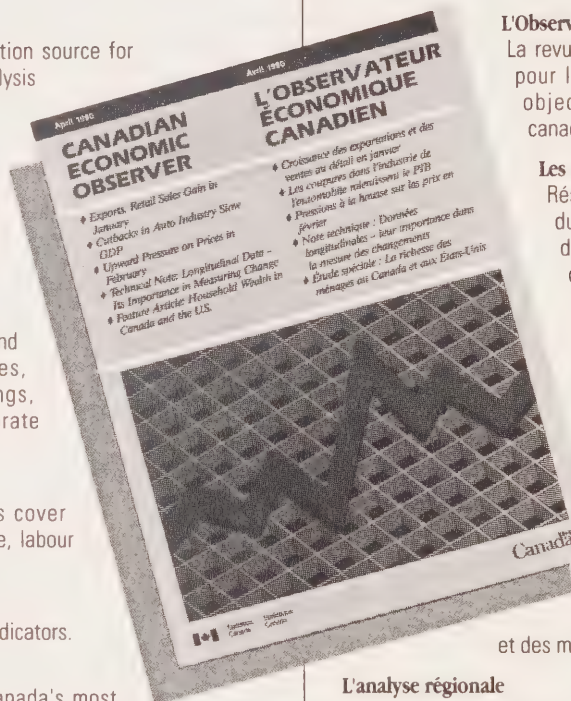 tion source for
lysis
nd
es,
ngs,
rate
s cover
e, labour
dicators.
anada's most
April 1990
CANADIAN
ECONOMIC
OBSERVER
♦ Exports, Retail Sales Gain in
January
♦ Cutbacks in Auto Industry Slow
GDP
♦ Upward Pressure on Prices in
February
♦ Technical Note: Longitudinal Data –
Its Importance in Measuring Change
♦ Feature Article: Household Wealth in
Canada and the U.S.
Avril 1990
L'OBSERVATEUR
ÉCONOMIQUE
CANADIEN
♦ Croissance des exportations et des
ventes au détail en janvier
♦ Les coupures dans l'industrie de
l'automobile ralentissent le PIB
♦ Pressions à la hausse sur les prix en
février
♦ Note technique : Données
longitudinales – leur importance dans
la mesure des changements
♦ Étude spéciale : La richesse des
ménages au Canada et aux États-Unis
Statistics Canada
Statistique Canada
Canada
L'Observ
La revu
pour l
objec
canad
Les
Rés
du
d
et des m
L'analyse régionale